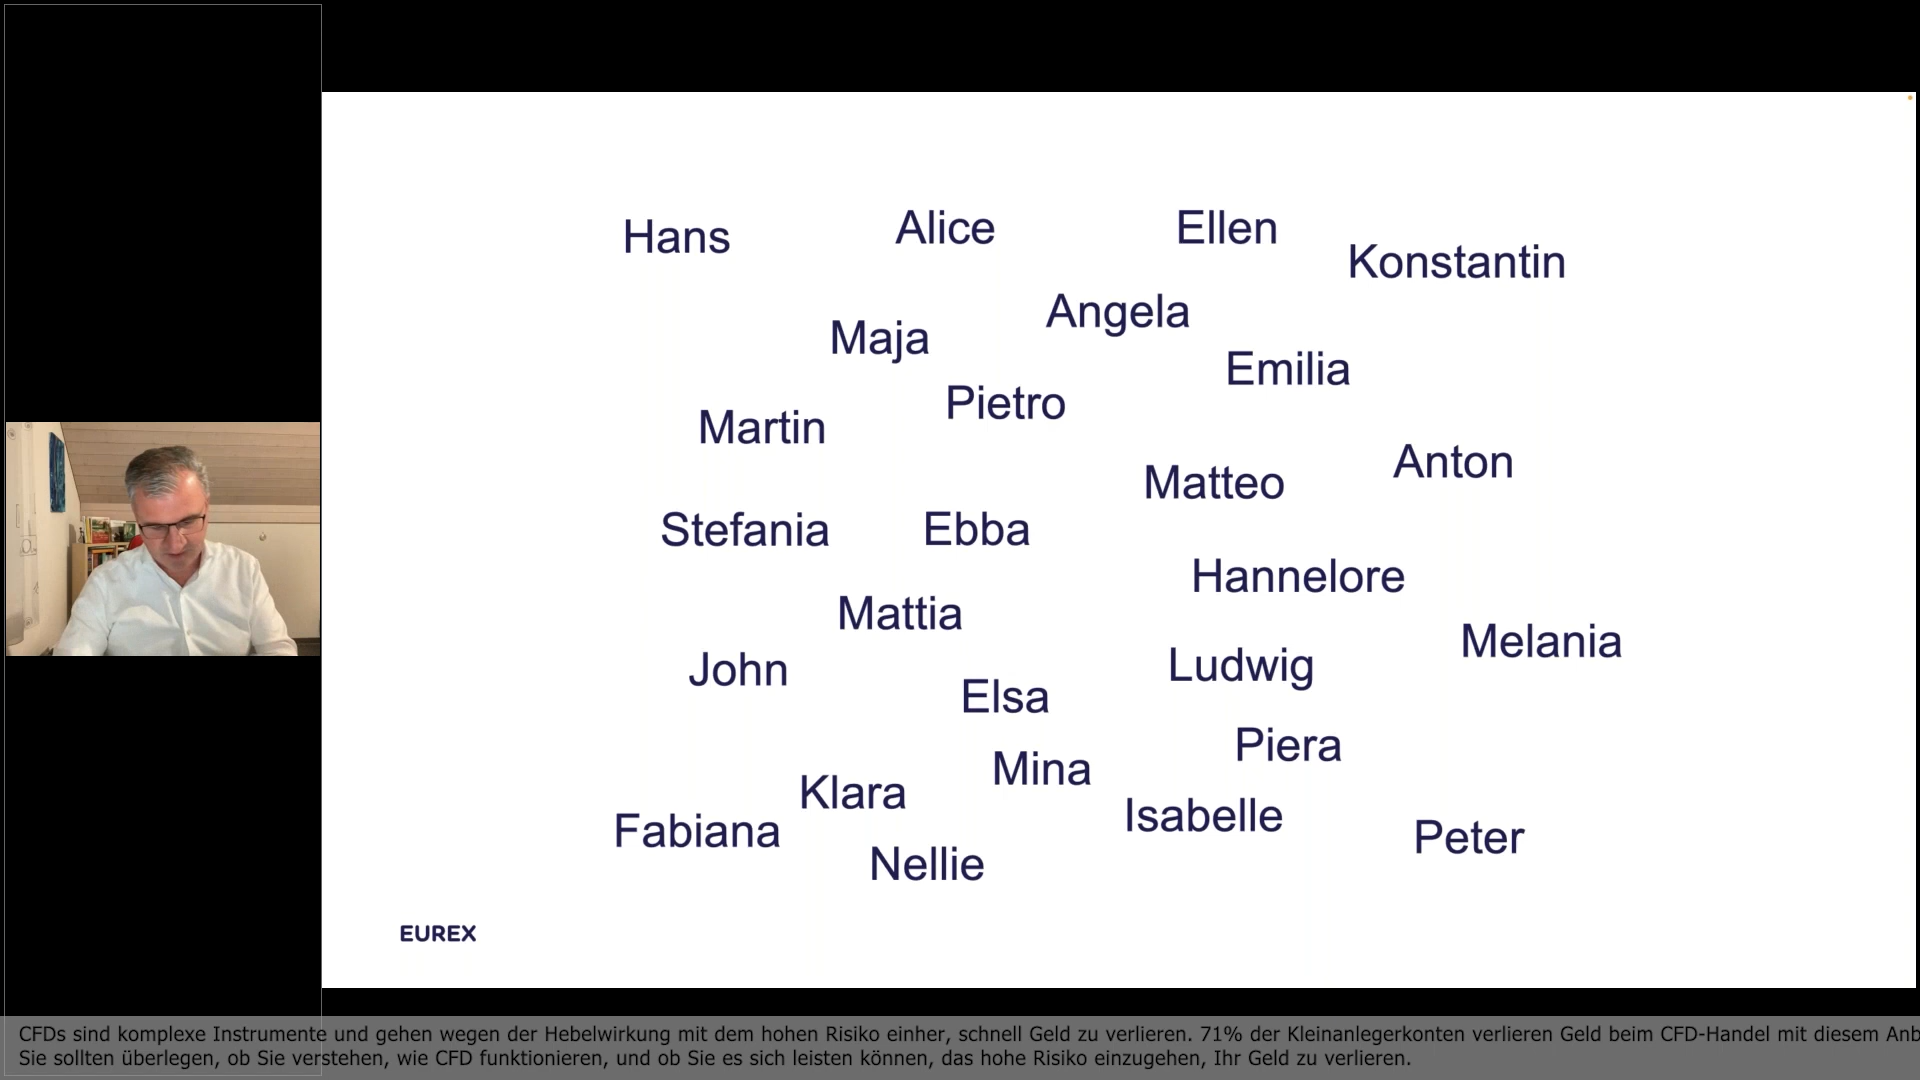 Hans
Alice
Ellen
Konstantin
Angela
Maja
Emilia
Pietro
Martin
Anton
Matteo
Stefania
Ebba
Hannelore
Mattia
Melania
Ludwig
John
Elsa
Piera
Mina
Klara
Isabelle
Fabiana
Peter
Nellie
EUREX
CFDs sind komplexe Instrumente und gehen wegen der Hebelwirkung mit dem hohen Risiko einher, schnell Geld zu verlieren. 71% der Kleinanlegerkonten verlieren Geld beim CFD-Handel mit diesem Anb
Sie sollten überlegen, ob Sie verstehen, wie CFD funktionieren, und ob Sie es sich leisten können, das hohe Risiko einzugehen, Ihr Geld zu verlieren.